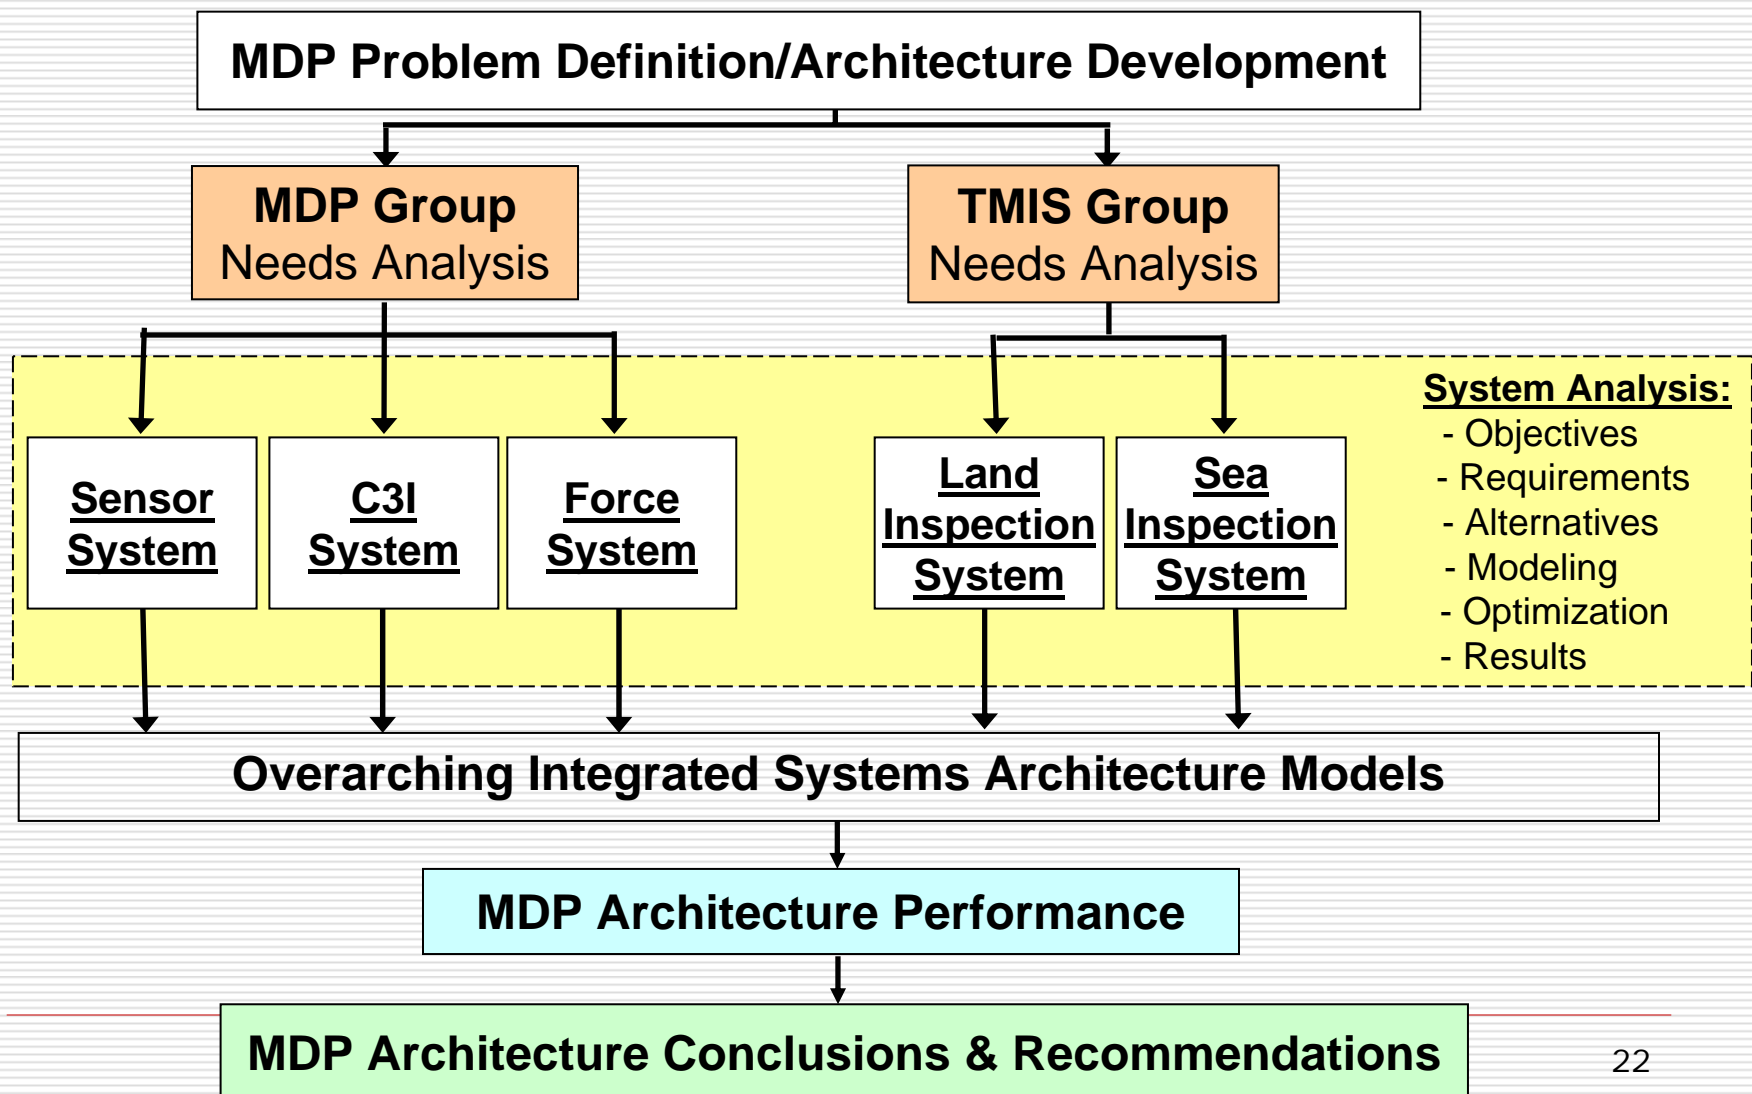 MDP Problem Definition/Architecture Development
MDP Group
Needs Analysis
TMIS Group
Needs Analysis
System Analysis:
- Objectives
- Requirements
- Alternatives
- Modeling
- Optimization
- Results
Sensor
System
C3I
System
Force
System
Land
Inspection
System
Sea
Inspection
System
Overarching Integrated Systems Architecture Models
MDP Architecture Performance
MDP Architecture Conclusions & Recommendations
22